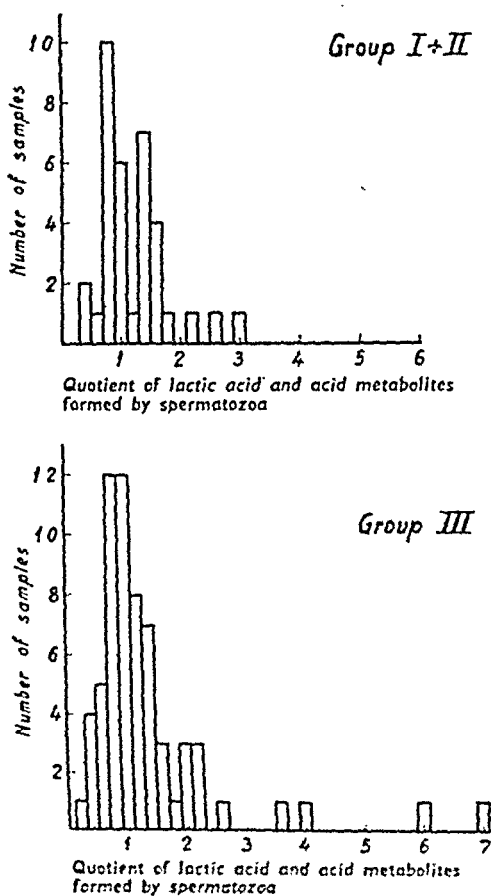 Group I+II
Number of samples
10
8
6
4
2
1 2 3 4 5 6
Quotient of lactic acid and acid metabolites
formed by spermatozoa
Group III
Number of samples
12
10
8
6
4
2
1 2 3 4 5 6 7
Quotient of lactic acid and acid metabolites
formed by spermatozoa